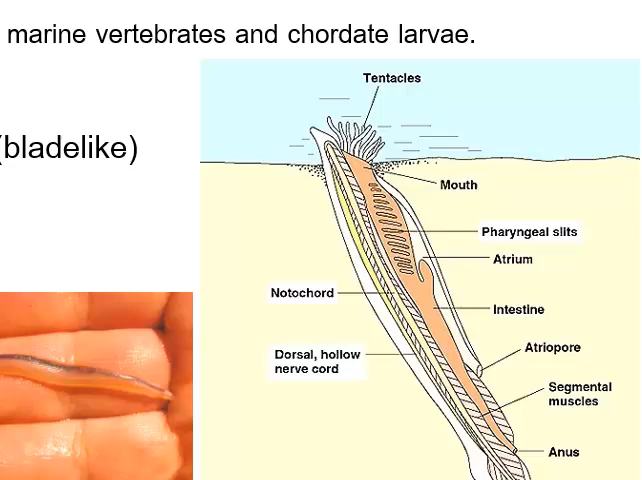 marine vertebrates and chordate larvae.
(bladelike)
Tentacles
Mouth
Pharyngeal slits
Atrium
Notochord
Intestine
Atriopore
Dorsal, hollow
nerve cord
Segmental
muscles
Anus